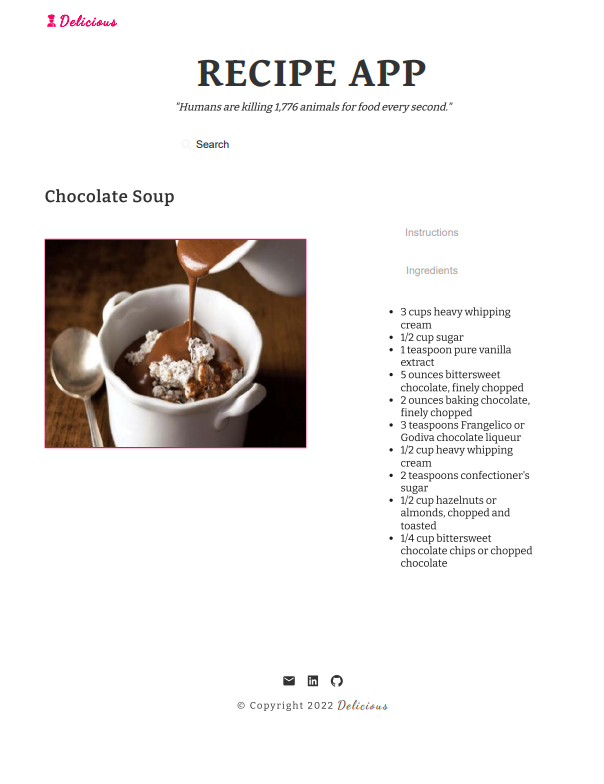 Delicious
RECIPE APP
"Humans are killing 1,776 animals for food every second."
Search
Chocolate Soup
Instructions
Ingredients
• 3 cups heavy whipping
cream
• 1/2 cup sugar
• 1 teaspoon pure vanilla
extract
• 5 ounces bittersweet
chocolate, finely chopped
• 2 ounces baking chocolate,
finely chopped
• 3 teaspoons Frangelico or
Godiva chocolate liqueur
• 1/2 cup heavy whipping
cream
• 2 teaspoons confectioner's
sugar
• 1/2 cup hazelnuts or
almonds, chopped and
toasted
• 1/4 cup bittersweet
chocolate chips or chopped
chocolate
© Copyright 2022 Delicious